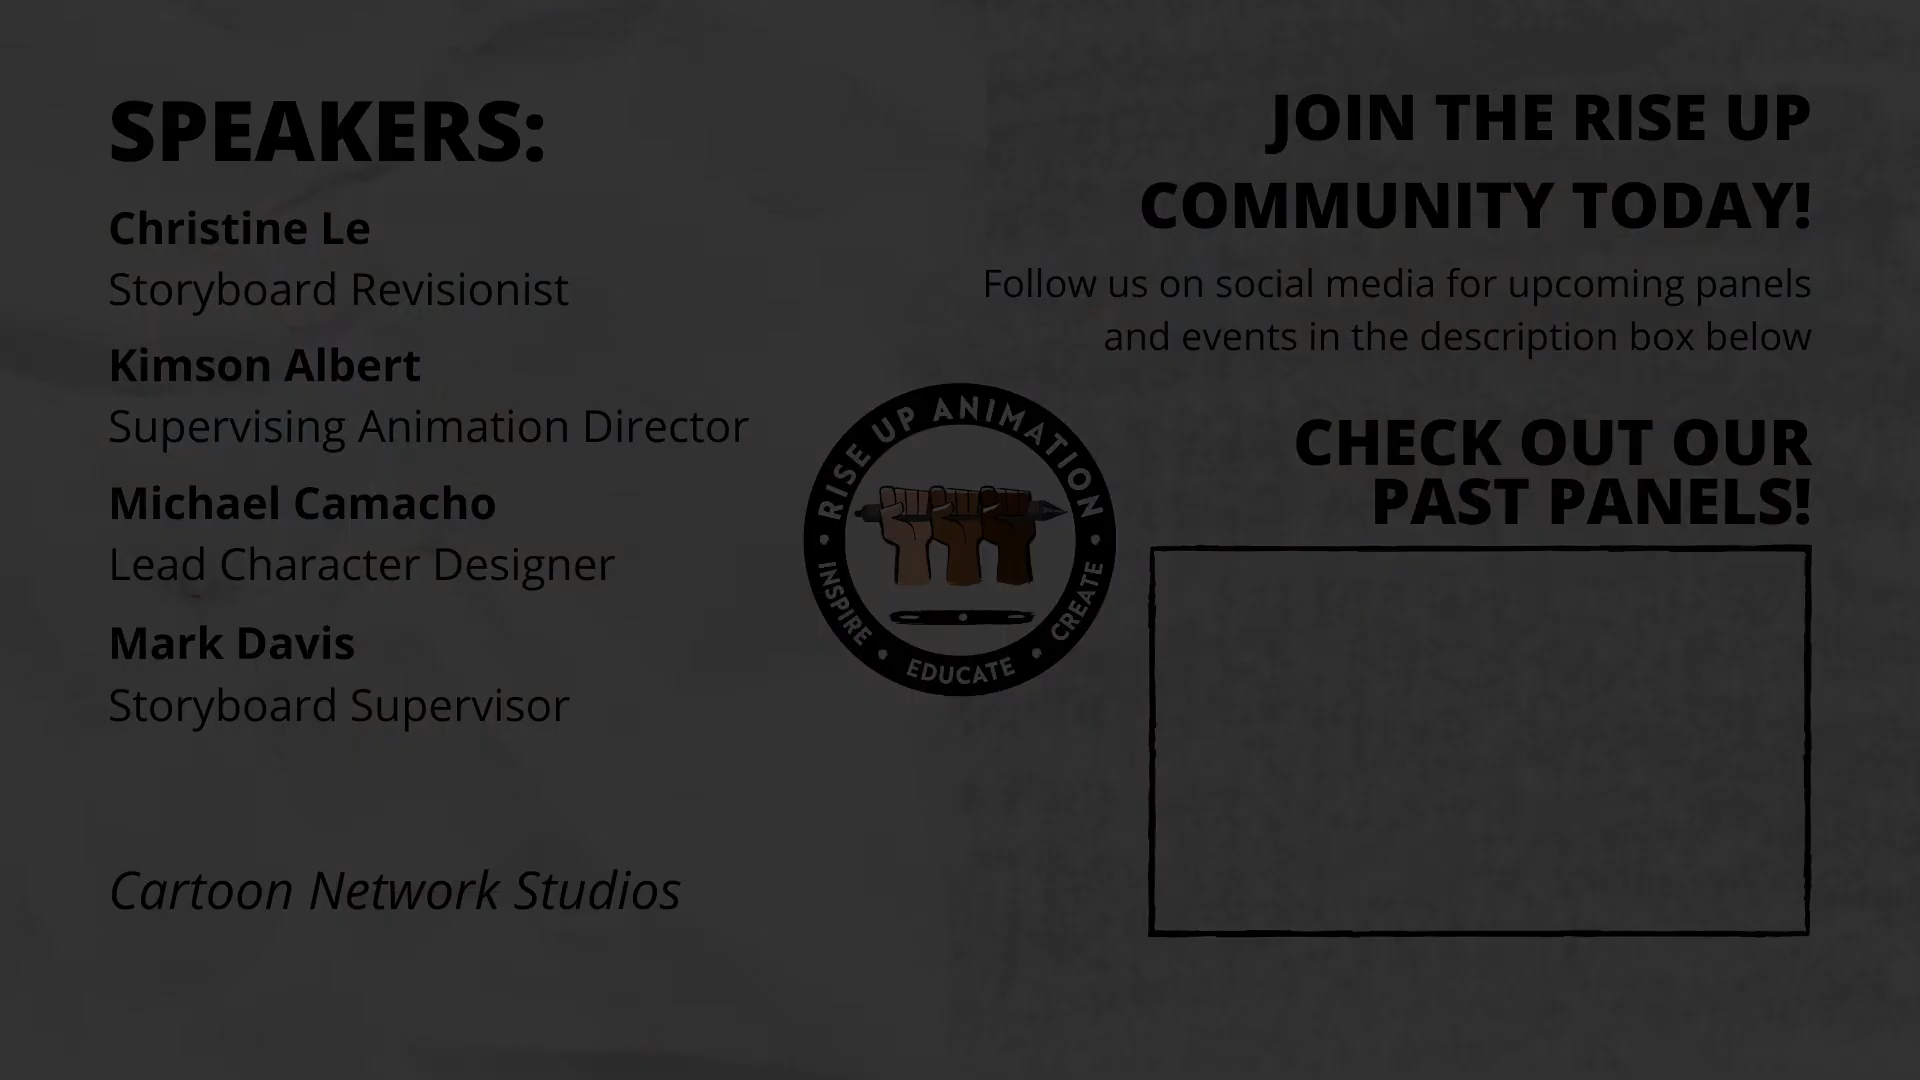 SPEAKERS:
Christine Le
Storyboard Revisionist
Kimson Albert
Supervising Animation Director
Michael Camacho
Lead Character Designer
Mark Davis
Storyboard Supervisor
Cartoon Network Studios
RISE UP ANIMATION
INSPIRE • EDUCATE • CREATE
JOIN THE RISE UP
COMMUNITY TODAY!
Follow us on social media for upcoming panels
and events in the description box below
CHECK OUT OUR
PAST PANELS!